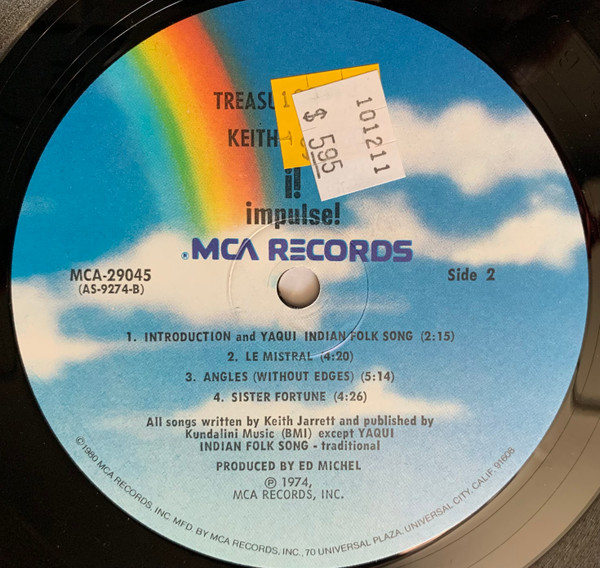 TREASU
KEITH
impulse!
® MCA RECORDS
MCA-29045
(AS-9274-B)
Side 2
101211
$ 5.95
1. INTRODUCTION and YAQUI INDIAN FOLK SONG (2:15)
2. LE MISTRAL (4:20)
3. ANGLES (WITHOUT EDGES) (5:14)
4. SISTER FORTUNE (4:26)
All songs written by Keith Jarrett and published by
Kundalini Music (BMI) except YAQUI
INDIAN FOLK SONG - traditional
PRODUCED BY ED MICHEL
℗ 1974,
MCA RECORDS, INC.
©1980 MCA RECORDS, INC. MFD. BY MCA RECORDS, INC., 70 UNIVERSAL PLAZA, UNIVERSAL CITY, CALIF. 91608